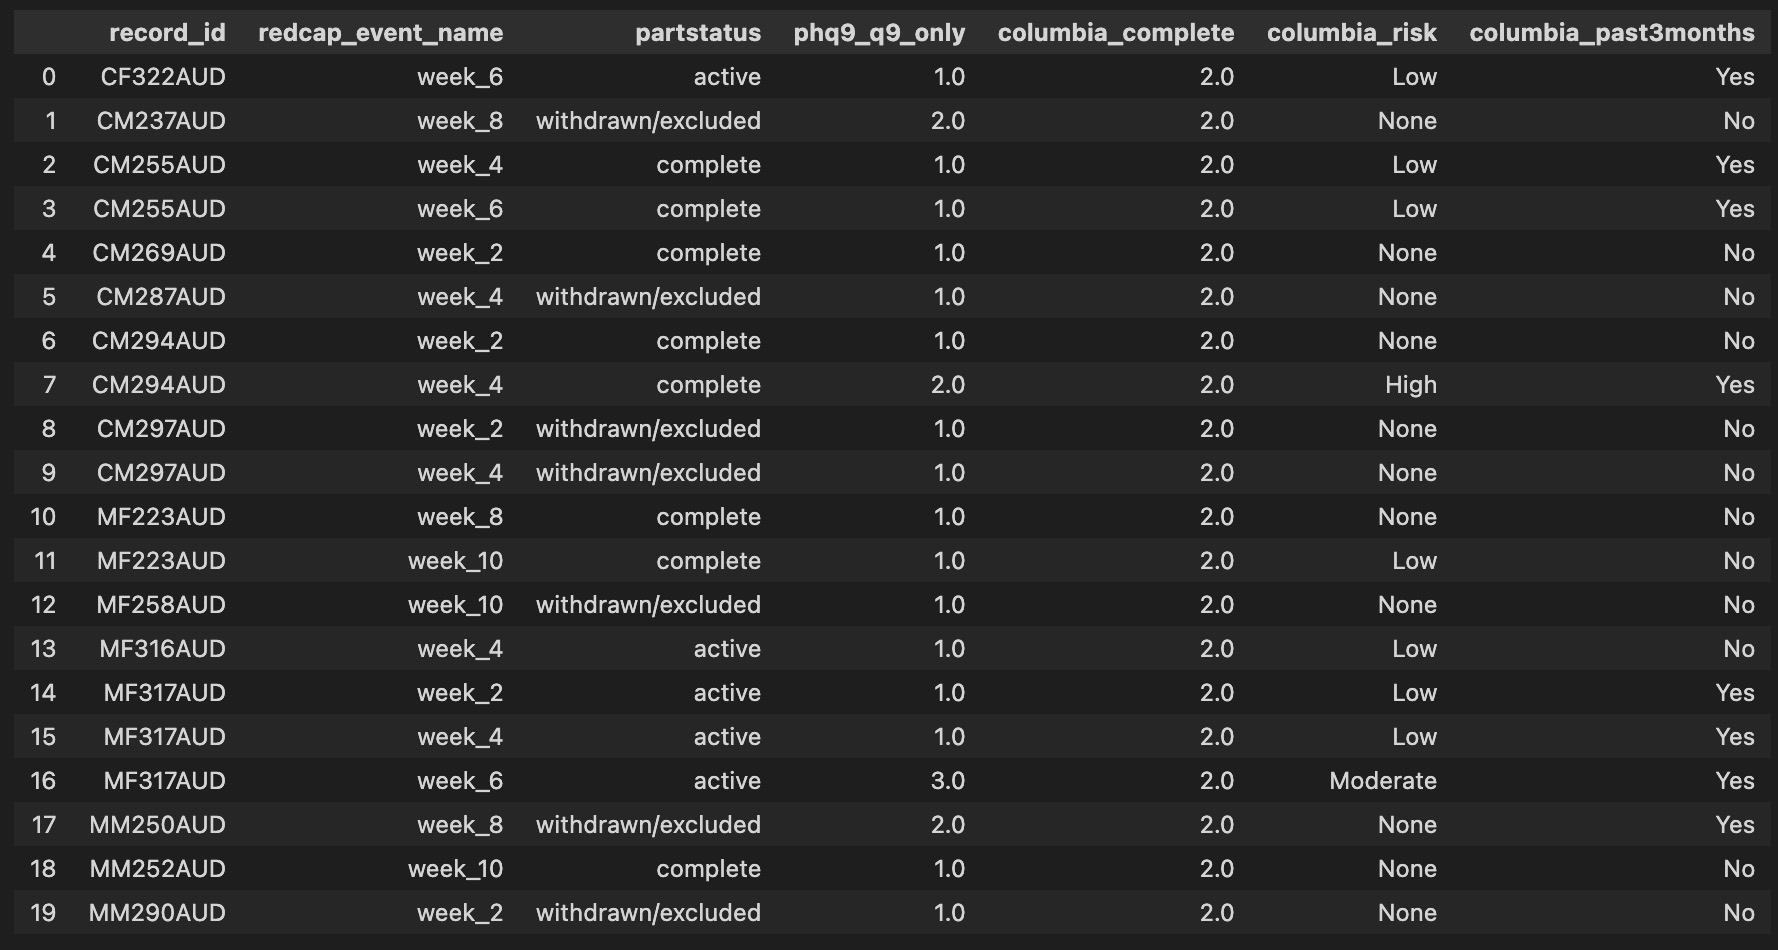 record_id redcap_event_name partstatus phq9_q9_only columbia_complete columbia_risk columbia_past3months
0 CF322AUD week_6 active 1.0 2.0 Low Yes
1 CM237AUD week_8 withdrawn/excluded 2.0 2.0 None No
2 CM255AUD week_4 complete 1.0 2.0 Low Yes
3 CM255AUD week_6 complete 1.0 2.0 Low Yes
4 CM269AUD week_2 complete 1.0 2.0 None No
5 CM287AUD week_4 withdrawn/excluded 1.0 2.0 None No
6 CM294AUD week_2 complete 1.0 2.0 None No
7 CM294AUD week_4 complete 2.0 2.0 High Yes
8 CM297AUD week_2 withdrawn/excluded 1.0 2.0 None No
9 CM297AUD week_4 withdrawn/excluded 1.0 2.0 None No
10 MF223AUD week_8 complete 1.0 2.0 None No
11 MF223AUD week_10 complete 1.0 2.0 Low No
12 MF258AUD week_10 withdrawn/excluded 1.0 2.0 None No
13 MF316AUD week_4 active 1.0 2.0 Low No
14 MF317AUD week_2 active 1.0 2.0 Low Yes
15 MF317AUD week_4 active 1.0 2.0 Low Yes
16 MF317AUD week_6 active 3.0 2.0 Moderate Yes
17 MM250AUD week_8 withdrawn/excluded 2.0 2.0 None Yes
18 MM252AUD week_10 complete 1.0 2.0 None No
19 MM290AUD week_2 withdrawn/excluded 1.0 2.0 None No